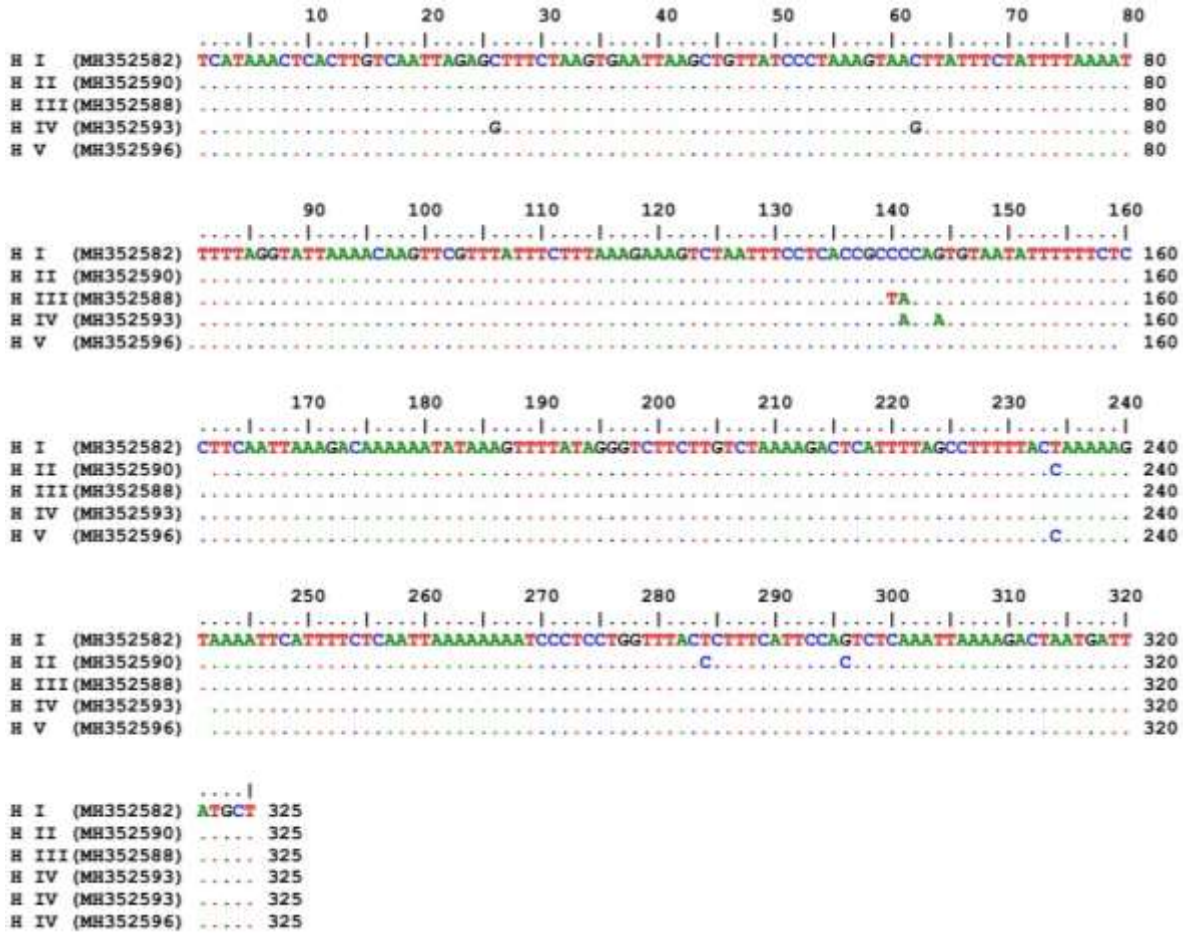 10 20 30 40 50 60 70 80
....|....|....|....|....|....|....|....|....|....|....|....|....|....|....|....|
H I (MH352582) TCATAAACTCACTTGTCAATTAGAGCTTTCTAAGTGAATTAAGCTGTTATCCCTAAAGTAACTTATTTCTATTTTAAAAT 80
H II (MH352590) ................................................................................ 80
H III(MH352588) ................................................................................ 80
H IV (MH352593) .........................G...................................G.................. 80
H V (MH352596) ................................................................................ 80
90 100 110 120 130 140 150 160
....|....|....|....|....|....|....|....|....|....|....|....|....|....|....|....|
H I (MH352582) TTTTAGGTATTAAAACAAGTTCGTTTATTTCTTTAAAGAAAGTCTAATTTCCTCACCGCCCCAGTGTAATATTTTTTCTC 160
H II (MH352590) ................................................................................ 160
H III(MH352588) ...........................................................TA................... 160
H IV (MH352593) ............................................................A..A................ 160
H V (MH352596) ................................................................................ 160
170 180 190 200 210 220 230 240
....|....|....|....|....|....|....|....|....|....|....|....|....|....|....|....|
H I (MH352582) CTTCAATTAAAGACAAAAAATATAAAGTTTTATAGGGTCTTCTTGTCTAAAAGACTCATTTTAGCCTTTTTACTAAAAAG 240
H II (MH352590) .........................................................................C...... 240
H III(MH352588) ................................................................................ 240
H IV (MH352593) ................................................................................ 240
H V (MH352596) .........................................................................C...... 240
250 260 270 280 290 300 310 320
....|....|....|....|....|....|....|....|....|....|....|....|....|....|....|....|
H I (MH352582) TAAAATTCATTTTCTCAATTAAAAAAAATCCCTCCTGGTTTACTCTTTCATTCCAGTCTCAAATTAAAAGACTAATGATT 320
H II (MH352590) ...........................................C...........C........................ 320
H III(MH352588) ................................................................................ 320
H IV (MH352593) ................................................................................ 320
H V (MH352596) ................................................................................ 320
....|
H I (MH352582) ATGCT 325
H II (MH352590) ..... 325
H III(MH352588) ..... 325
H IV (MH352593) ..... 325
H IV (MH352593) ..... 325
H IV (MH352596) ..... 325